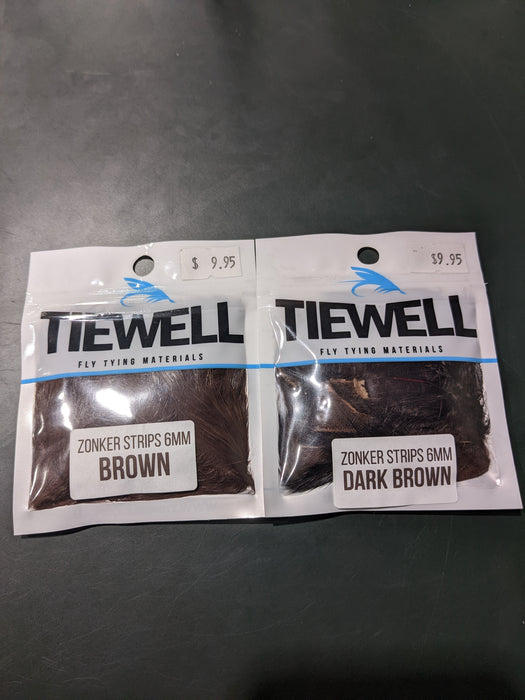 $ 9.95
TIEWELL
FLY TYING MATERIALS
ZONKER STRIPS 6MM
BROWN
$9.95
TIEWELL
FLY TYING MATERIALS
ZONKER STRIPS 6MM
DARK BROWN